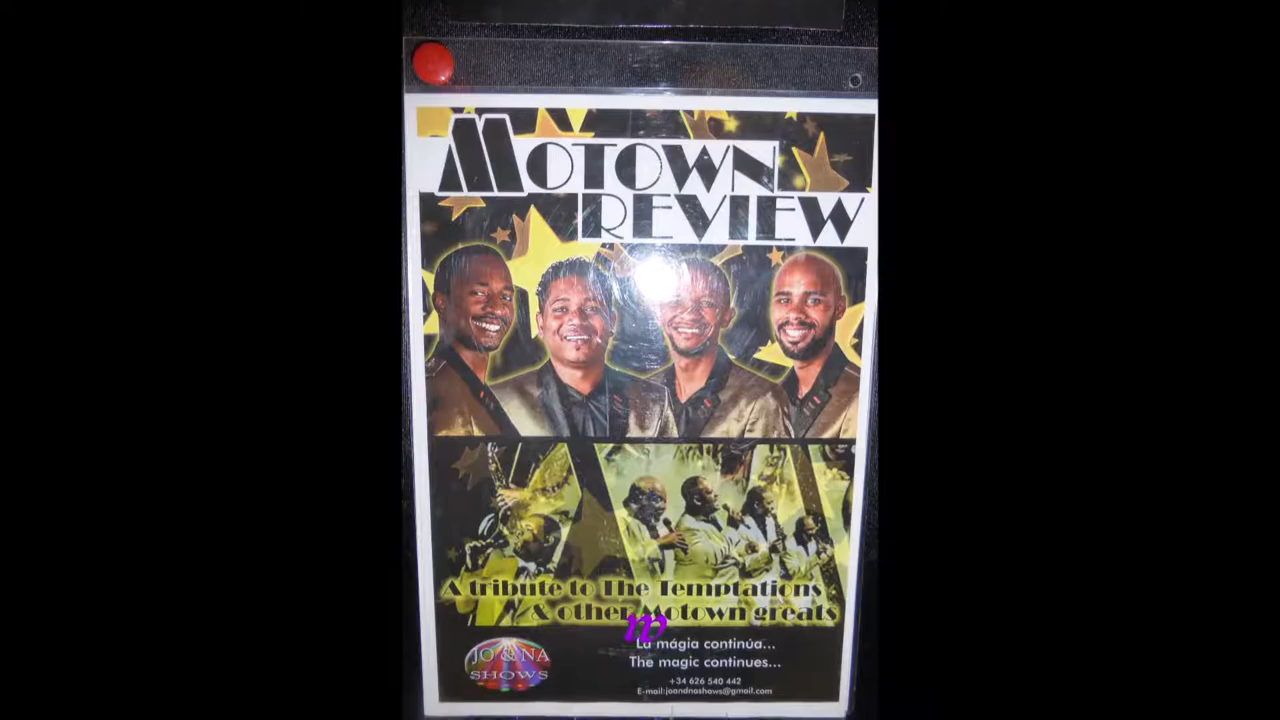 MOTOWN
REVIEW
A tribute to The Temptations
& other Motown greats
w
La mágia continúa...
The magic continues...
JO & NA
SHOWS
+34 626 540 442
E-mail:joandnashows@gmail.com